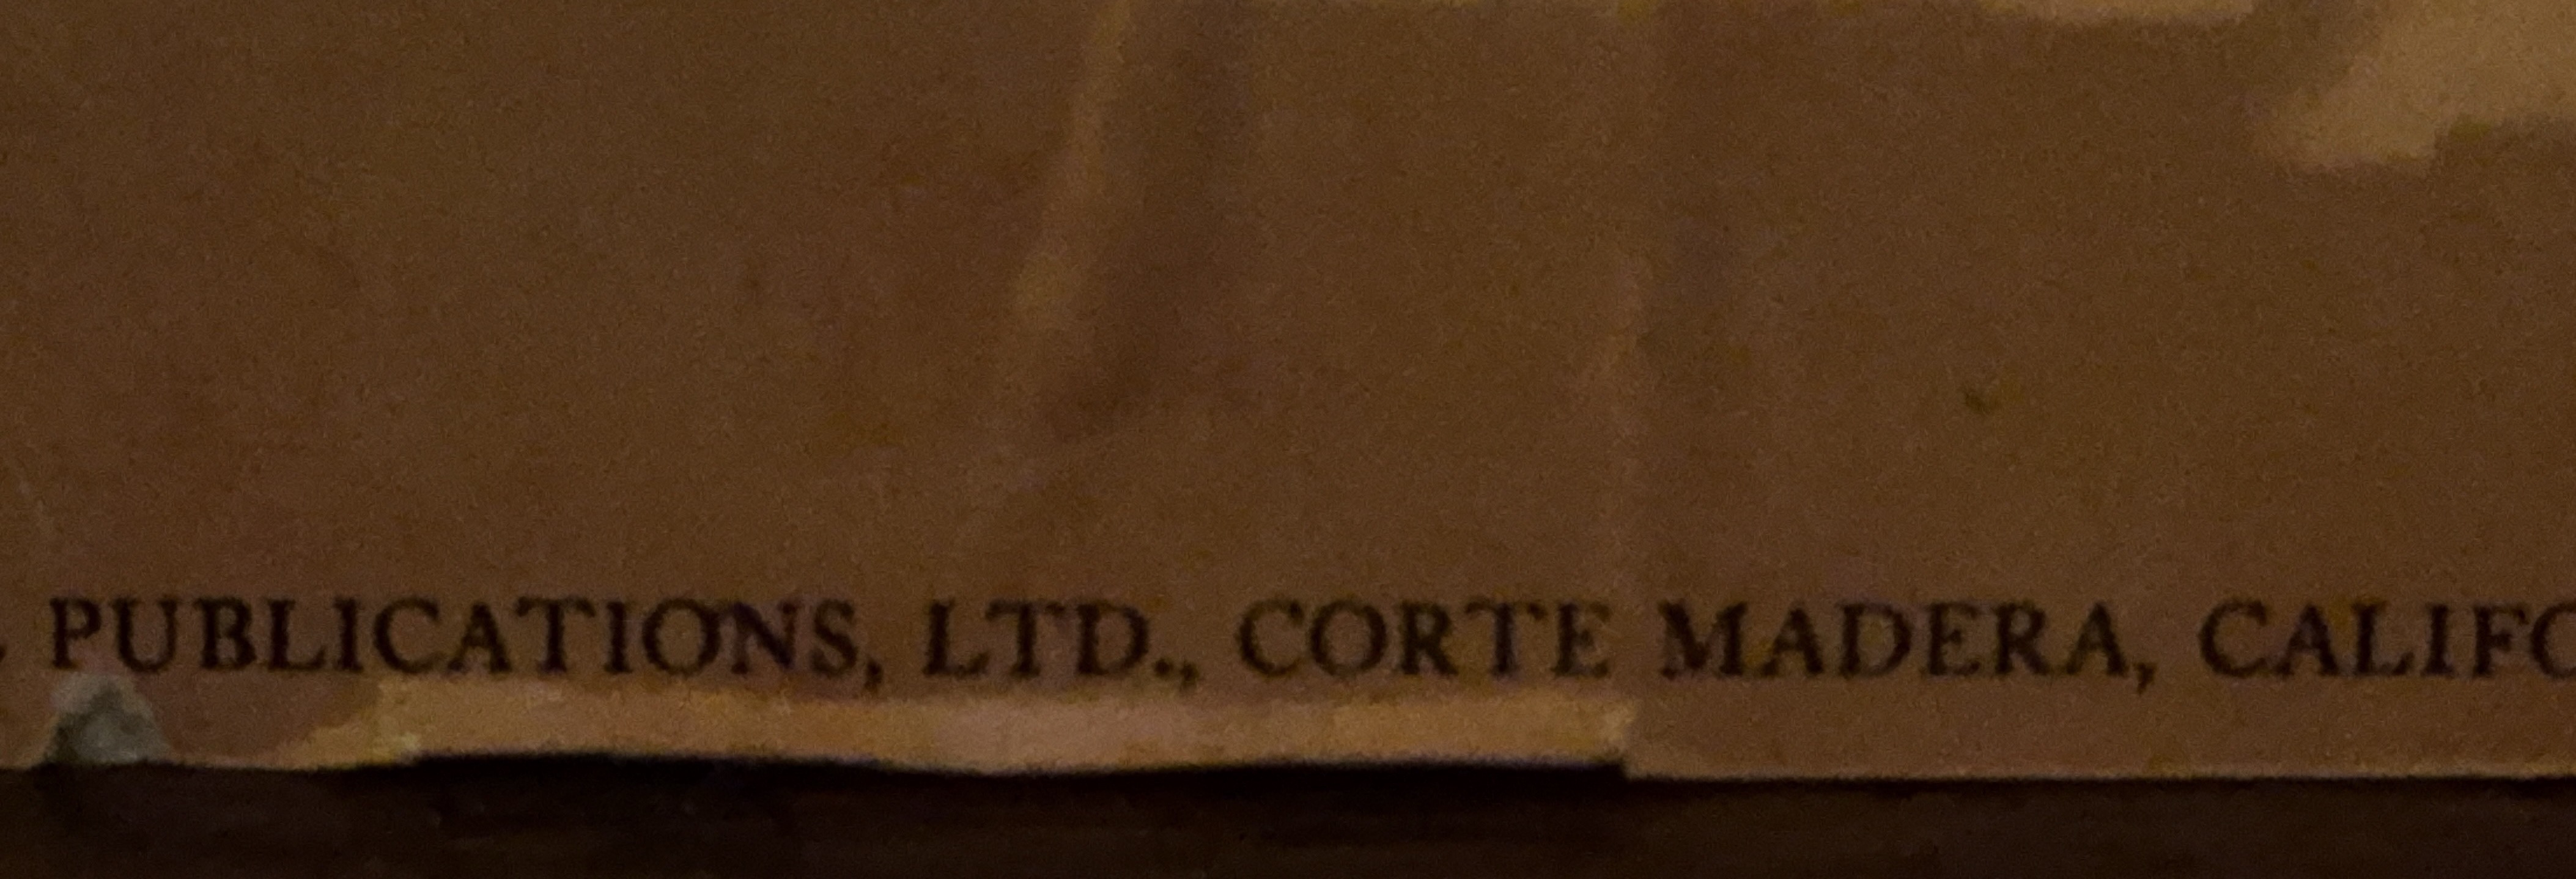 PUBLICATIONS, LTD., CORTE MADERA, CALIFO